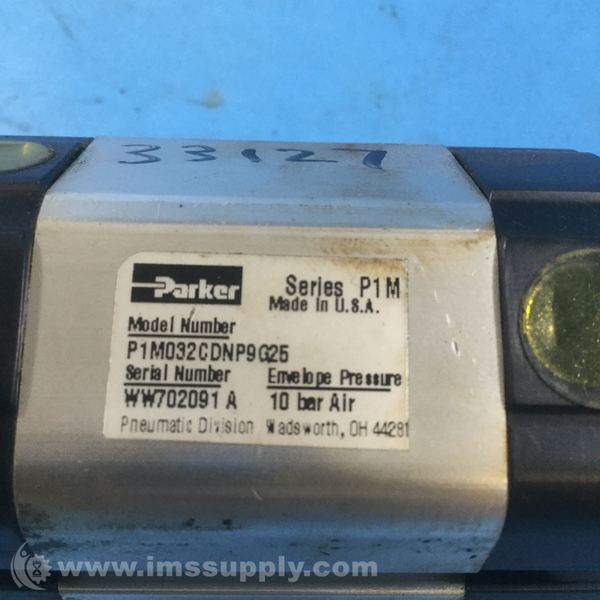 33127
Parker
Series P1M
Made In U.S.A.
Model Number
P1M032CDNP9G25
Serial Number Envelope Pressure
WW702091 A 10 bar Air
Pneumatic Division Wadsworth, OH 44281
www.imssupply.com